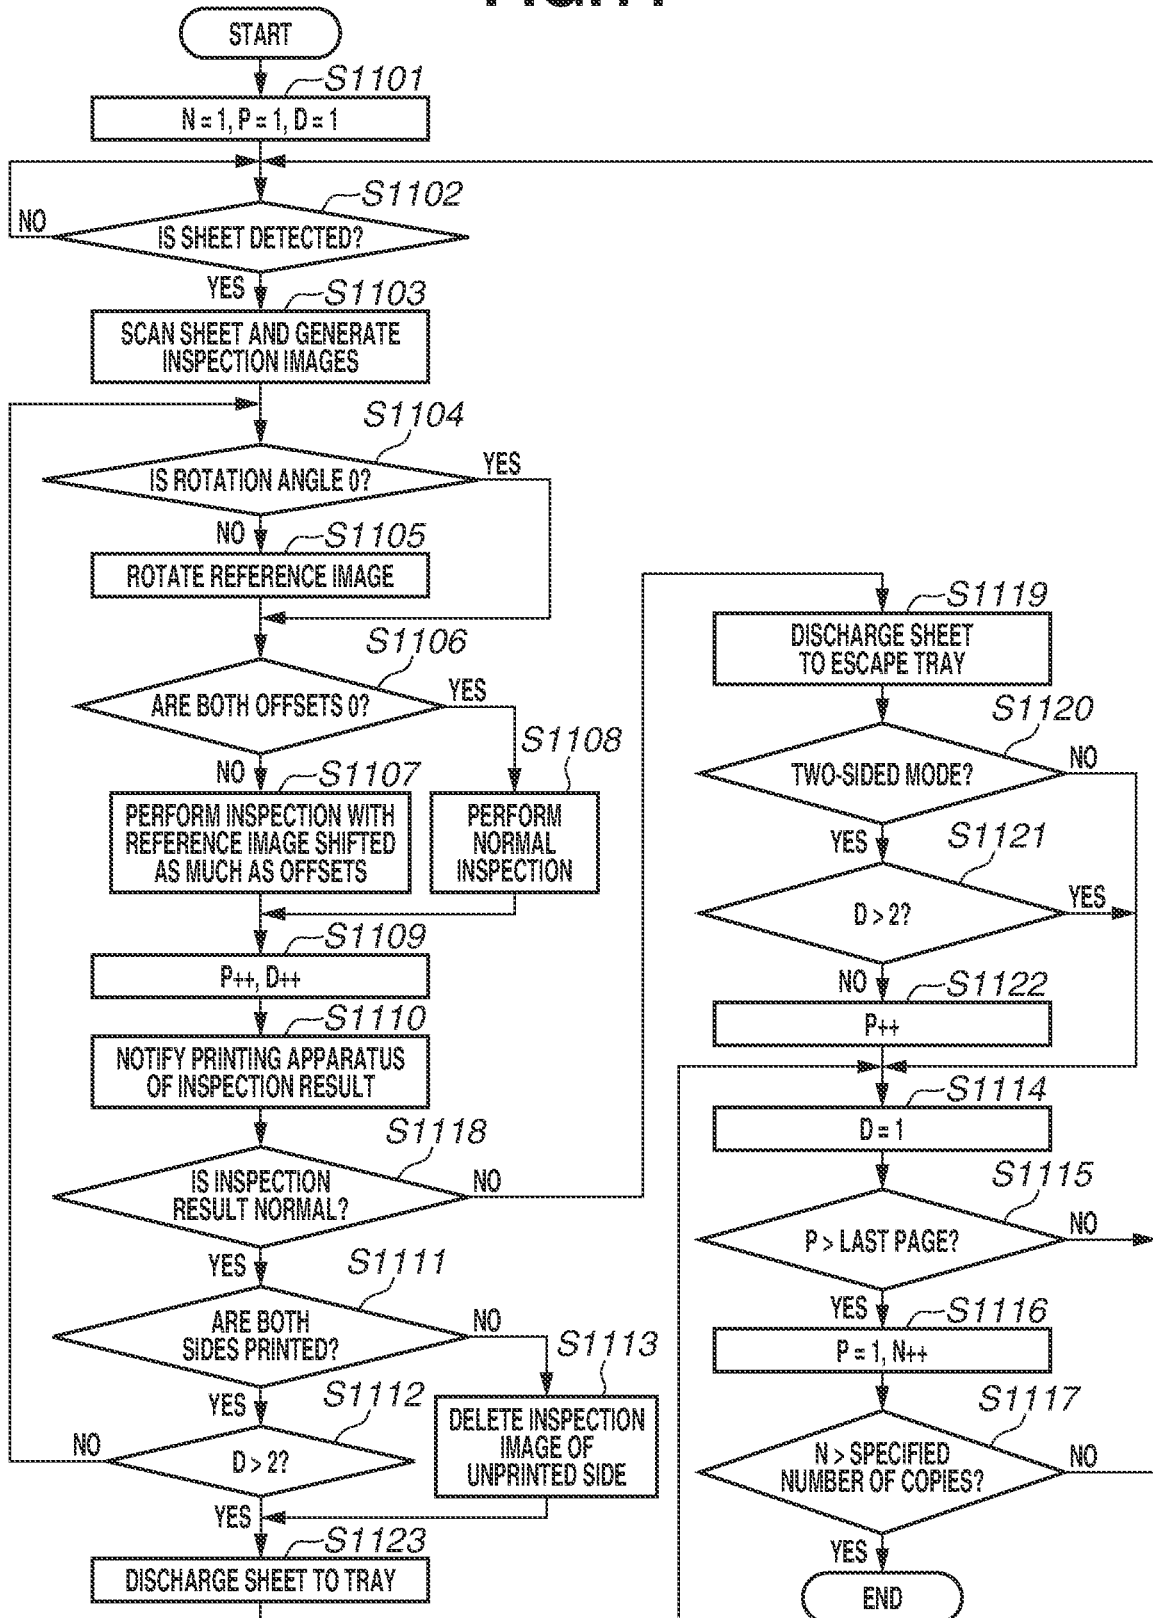 START
S1101
N = 1, P = 1, D = 1
S1102
NO
IS SHEET DETECTED?
YES
S1103
SCAN SHEET AND GENERATE
INSPECTION IMAGES
S1104
IS ROTATION ANGLE 0?
YES
NO
S1105
ROTATE REFERENCE IMAGE
S1106
ARE BOTH OFFSETS 0?
YES
S1108
NO
S1107
PERFORM INSPECTION WITH
REFERENCE IMAGE SHIFTED
AS MUCH AS OFFSETS
PERFORM
NORMAL
INSPECTION
S1109
P++, D++
S1110
NOTIFY PRINTING APPARATUS
OF INSPECTION RESULT
S1118
IS INSPECTION
RESULT NORMAL?
NO
YES
S1111
ARE BOTH
SIDES PRINTED?
NO
S1113
YES
S1112
DELETE INSPECTION
IMAGE OF
UNPRINTED SIDE
NO
D > 2?
YES
S1123
DISCHARGE SHEET TO TRAY
S1119
DISCHARGE SHEET
TO ESCAPE TRAY
S1120
TWO-SIDED MODE?
NO
YES
S1121
D > 2?
YES
NO
S1122
P++
S1114
D = 1
S1115
P > LAST PAGE?
NO
YES
S1116
P = 1, N++
S1117
N > SPECIFIED
NUMBER OF COPIES?
NO
YES
END